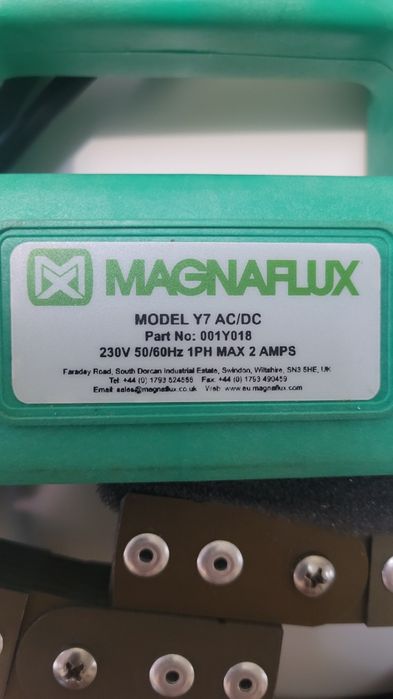 MAGNAFLUX
MODEL Y7 AC/DC
Part No: 001Y018
230V 50/60Hz 1PH MAX 2 AMPS
Faraday Road, South Dorcan Industrial Estate, Swindon, Wiltshire, SN3 5HE, UK
Tel: +44 (0) 1793 524566 Fax: +44 (0) 1793 490459
Email: sales@magnaflux.co.uk Web: www.eu.magnaflux.com